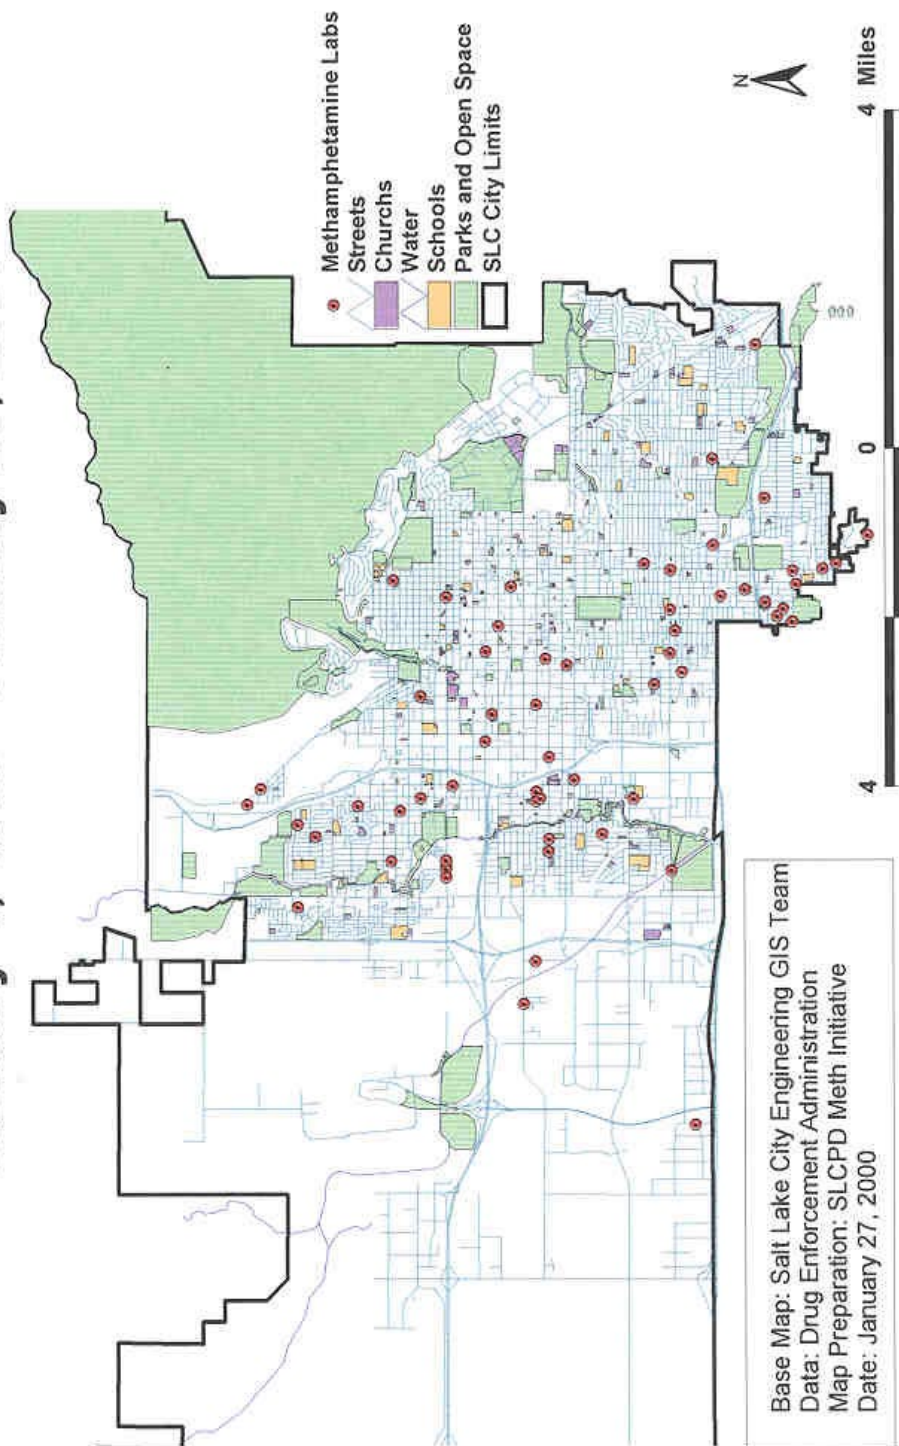 Methamphetamine Labs
Streets
Churchs
Water
Schools
Parks and Open Space
SLC City Limits
N
4 0 4 Miles
Base Map: Salt Lake City Engineering GIS Team
Data: Drug Enforcement Administration
Map Preparation: SLCPD Meth Initiative
Date: January 27, 2000